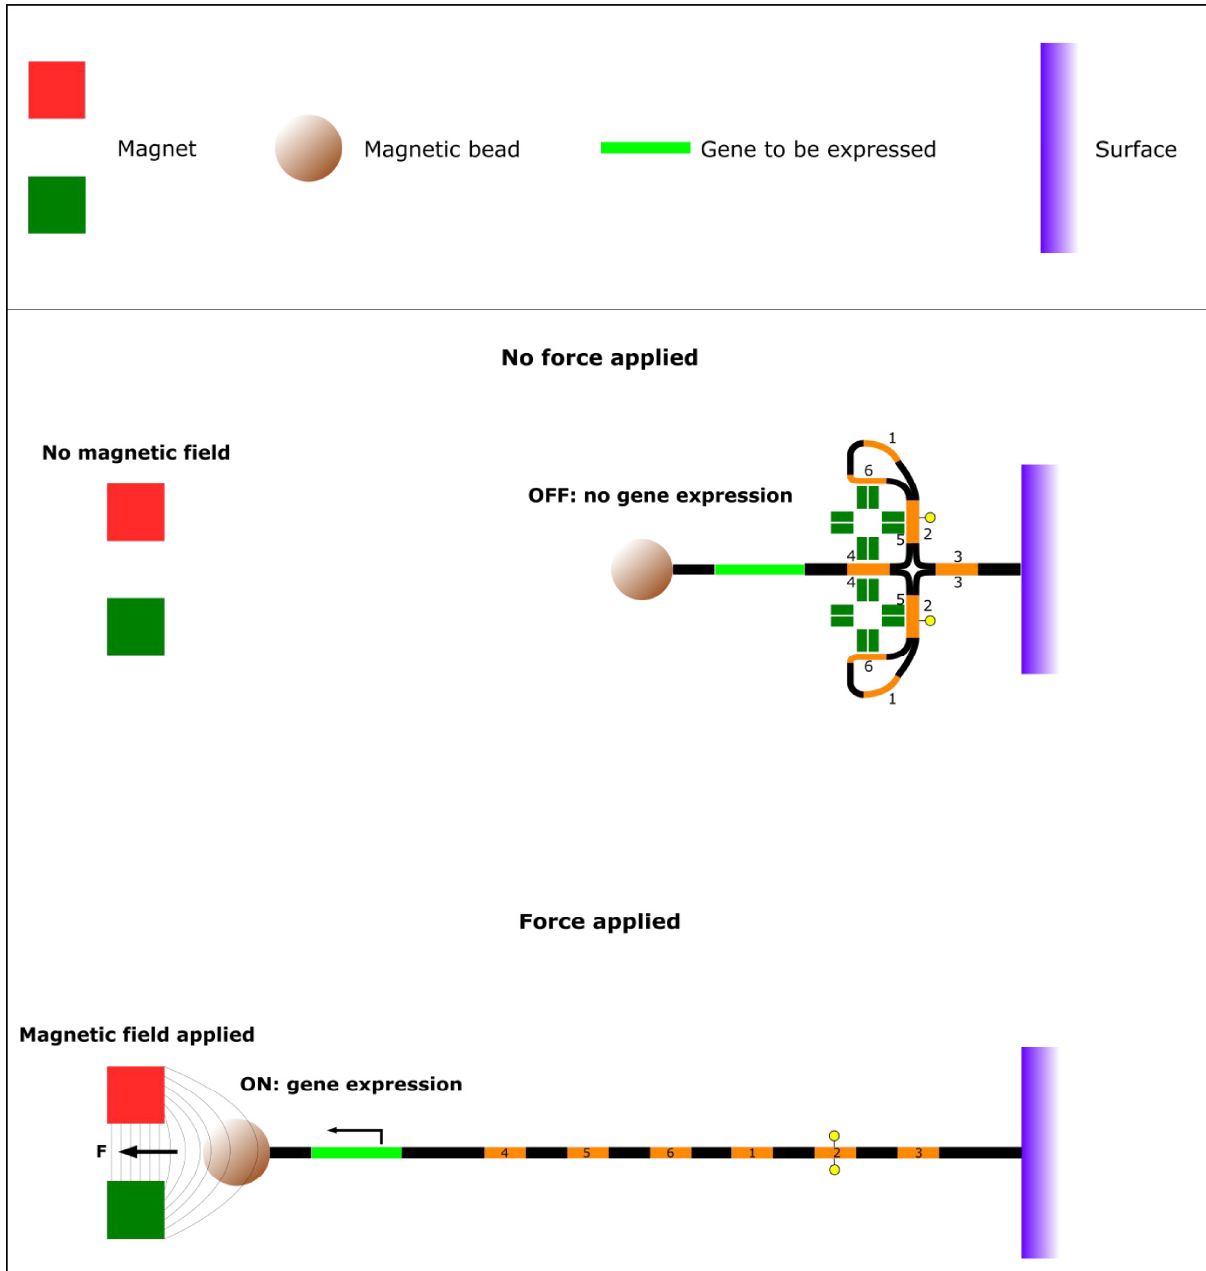 Magnet
Magnetic bead
Gene to be expressed
Surface
No force applied
No magnetic field
OFF: no gene expression
1
6
5
2
4
3
4
3
5
2
6
1
Force applied
Magnetic field applied
ON: gene expression
F
4 5 6 1 2 3